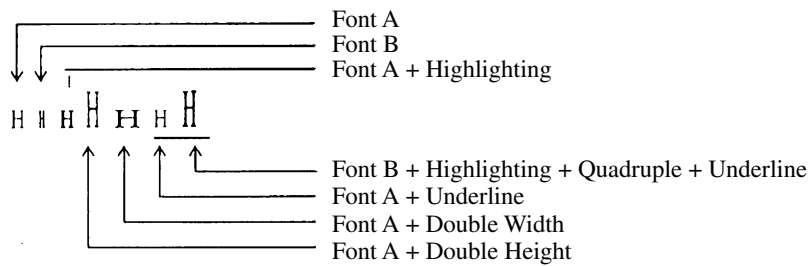 Font A
Font B
Font A + Highlighting
H H H H H H H
Font B + Highlighting + Quadruple + Underline
Font A + Underline
Font A + Double Width
Font A + Double Height